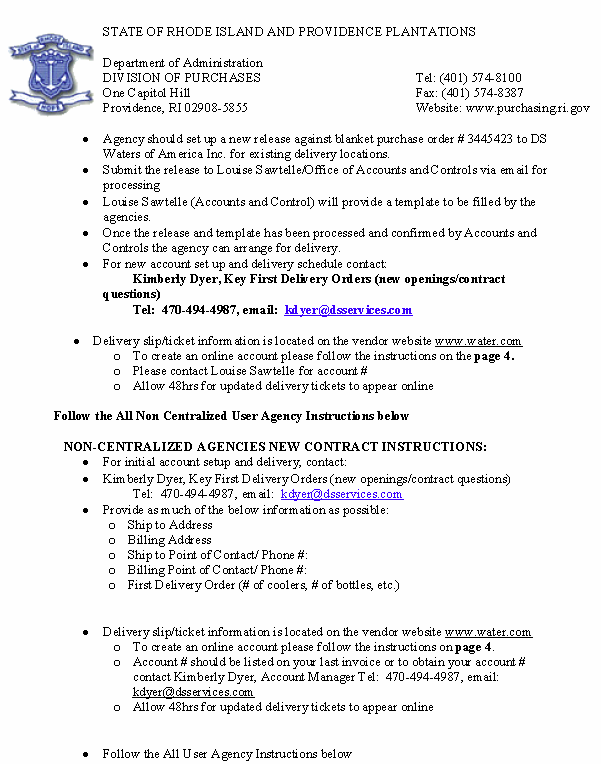 STATE OF RHODE ISLAND AND PROVIDENCE PLANTATIONS
STATE OF RHODE ISLAND
HOPE
Department of Administration
DIVISION OF PURCHASES Tel: (401) 574-8100
One Capitol Hill Fax: (401) 574-8387
Providence, RI 02908-5855 Website: www.purchasing.ri.gov
• Agency should set up a new release against blanket purchase order # 3445423 to DS
Waters of America Inc. for existing delivery locations.
• Submit the release to Louise Sawtelle/Office of Accounts and Controls via email for
processing
• Louise Sawtelle (Accounts and Control) will provide a template to be filled by the
agencies.
• Once the release and template has been processed and confirmed by Accounts and
Controls the agency can arrange for delivery.
• For new account set up and delivery schedule contact:
Kimberly Dyer, Key First Delivery Orders (new openings/contract
questions)
Tel: 470-494-4987, email: kdyer@dsservices.com
• Delivery slip/ticket information is located on the vendor website www.water.com
o To create an online account please follow the instructions on the page 4.
o Please contact Louise Sawtelle for account #
o Allow 48hrs for updated delivery tickets to appear online
Follow the All Non Centralized User Agency Instructions below
NON-CENTRALIZED AGENCIES NEW CONTRACT INSTRUCTIONS:
• For initial account setup and delivery, contact:
• Kimberly Dyer, Key First Delivery Orders (new openings/contract questions)
Tel: 470-494-4987, email: kdyer@dsservices.com
• Provide as much of the below information as possible:
o Ship to Address
o Billing Address
o Ship to Point of Contact/ Phone #:
o Billing Point of Contact/ Phone #:
o First Delivery Order (# of coolers, # of bottles, etc.)
• Delivery slip/ticket information is located on the vendor website www.water.com
o To create an online account please follow the instructions on page 4.
o Account # should be listed on your last invoice or to obtain your account #
contact Kimberly Dyer, Account Manager Tel: 470-494-4987, email:
kdyer@dsservices.com
o Allow 48hrs for updated delivery tickets to appear online
• Follow the All User Agency Instructions below